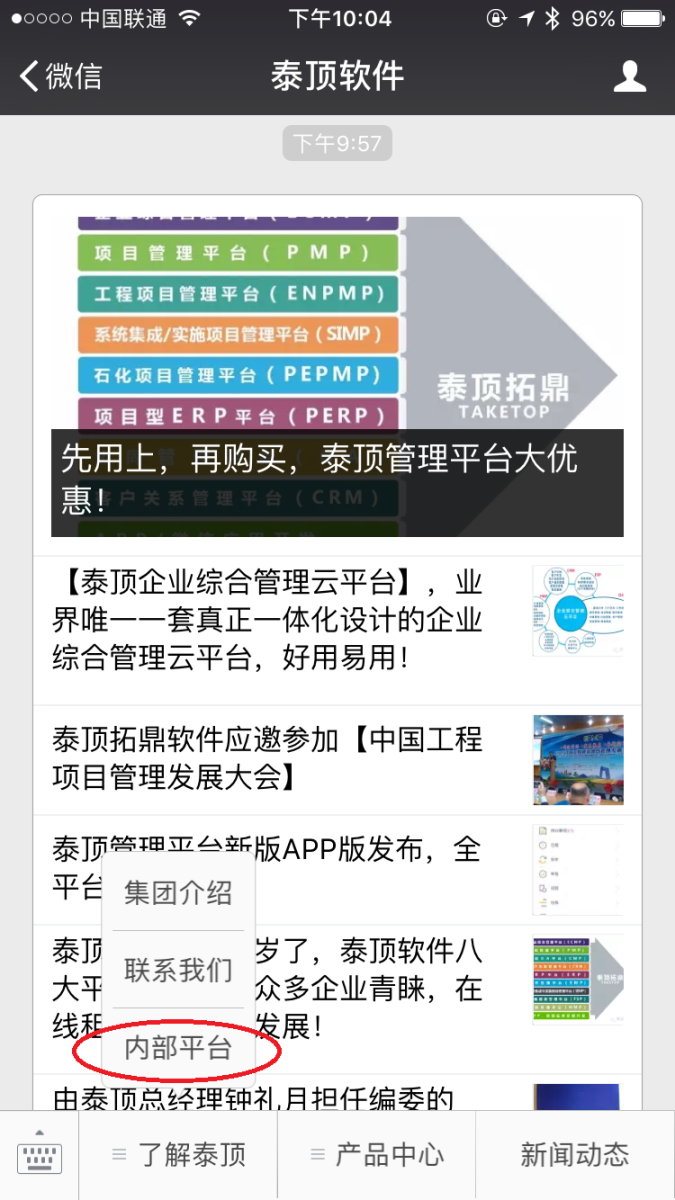 中国联通 下午10:04 96%
微信 泰顶软件
下午9:57
项目管理平台(PMP)
工程项目管理平台(ENPMP)
系统集成/实施项目管理平台(SIMP)
石化项目管理平台(PEPMP)
项目型ERP平台(PERP)
泰顶拓鼎
TAKETOP
先用上，再购买，泰顶管理平台大优
惠！
客户关系管理平台(CRM)
【泰顶企业综合管理云平台】，业
界唯一一套真正一体化设计的企业
综合管理云平台，好用易用！
泰顶拓鼎软件应邀参加【中国工程
项目管理发展大会】
泰顶管理平台新版APP版发布，全
平台
泰顶 岁了，泰顶软件八
大平 众多企业青睐，在
线租 发展！
由泰顶总经理钟礼月担任编委的
集团介绍
联系我们
内部平台
了解泰顶 产品中心 新闻动态